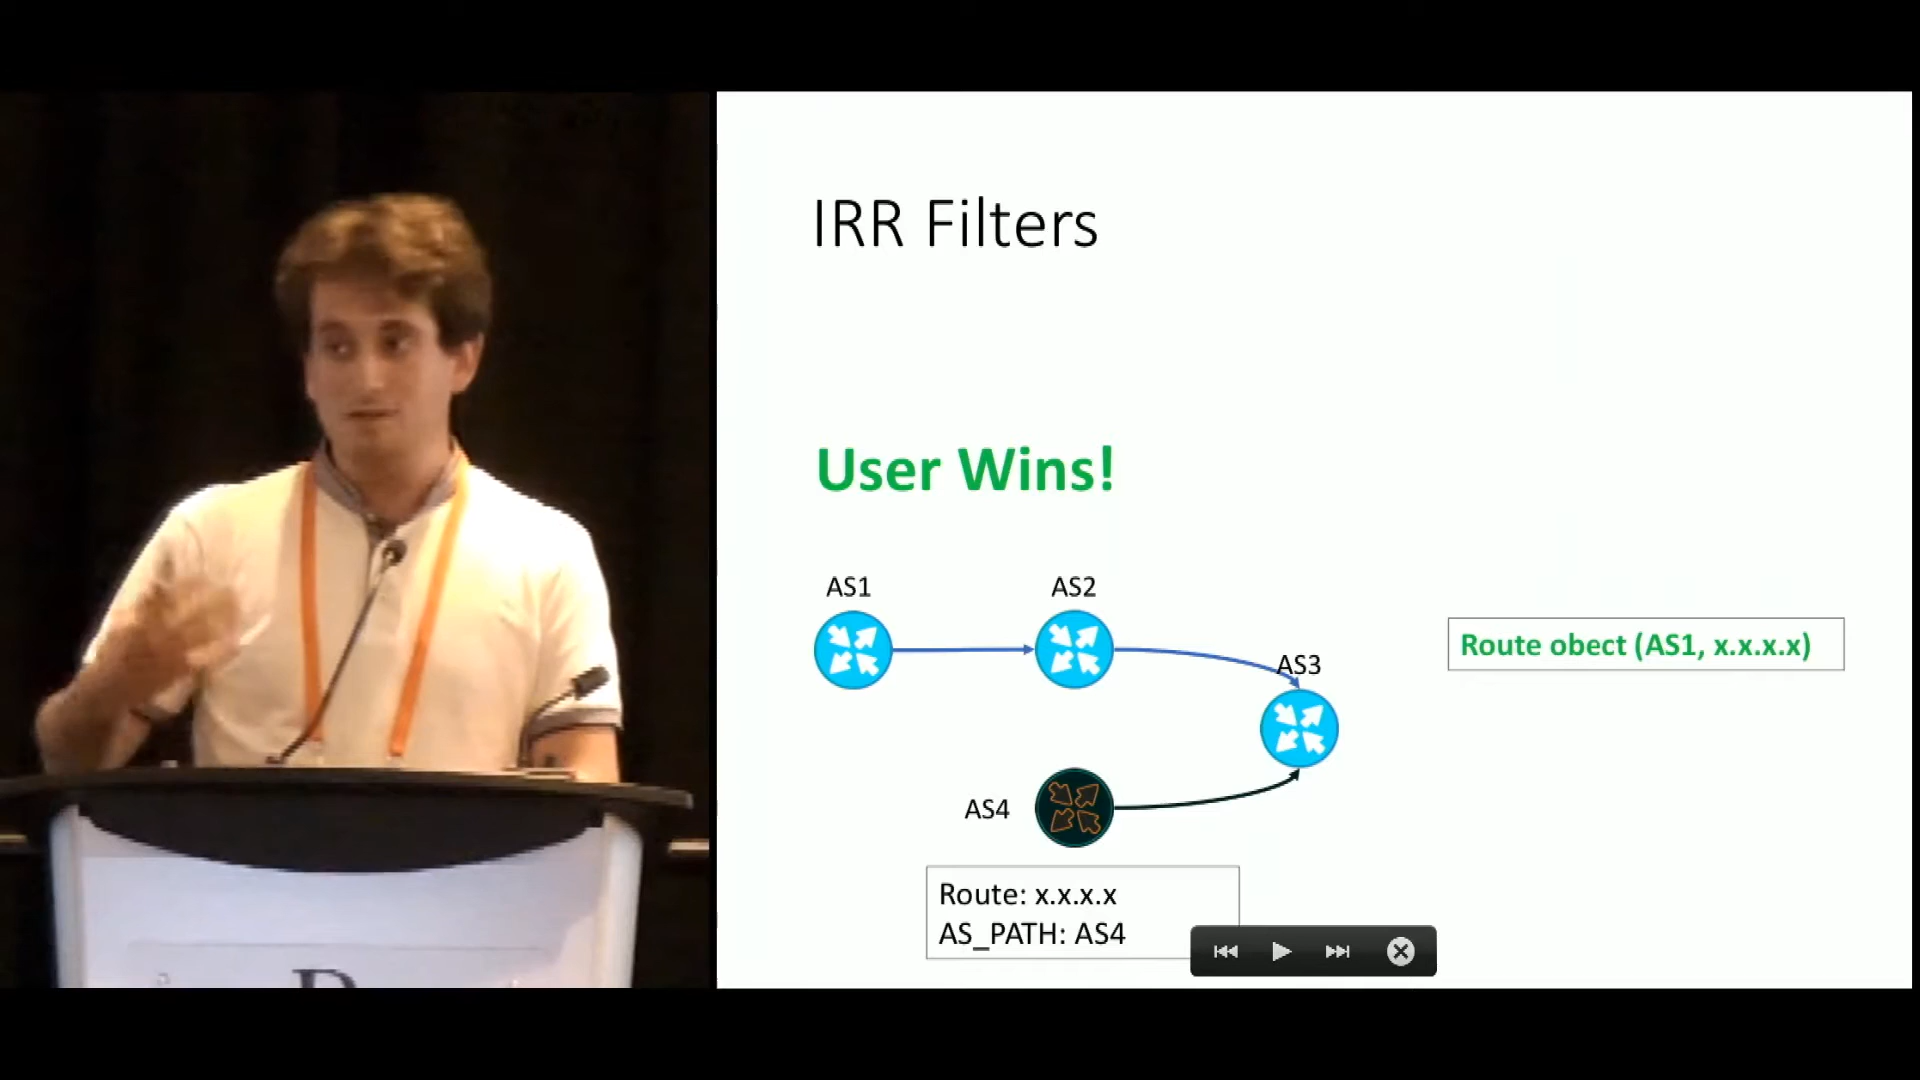 IRR Filters
User Wins!
AS1
AS2
AS3
Route obect (AS1, x.x.x.x)
AS4
Route: x.x.x.x
AS_PATH: AS4